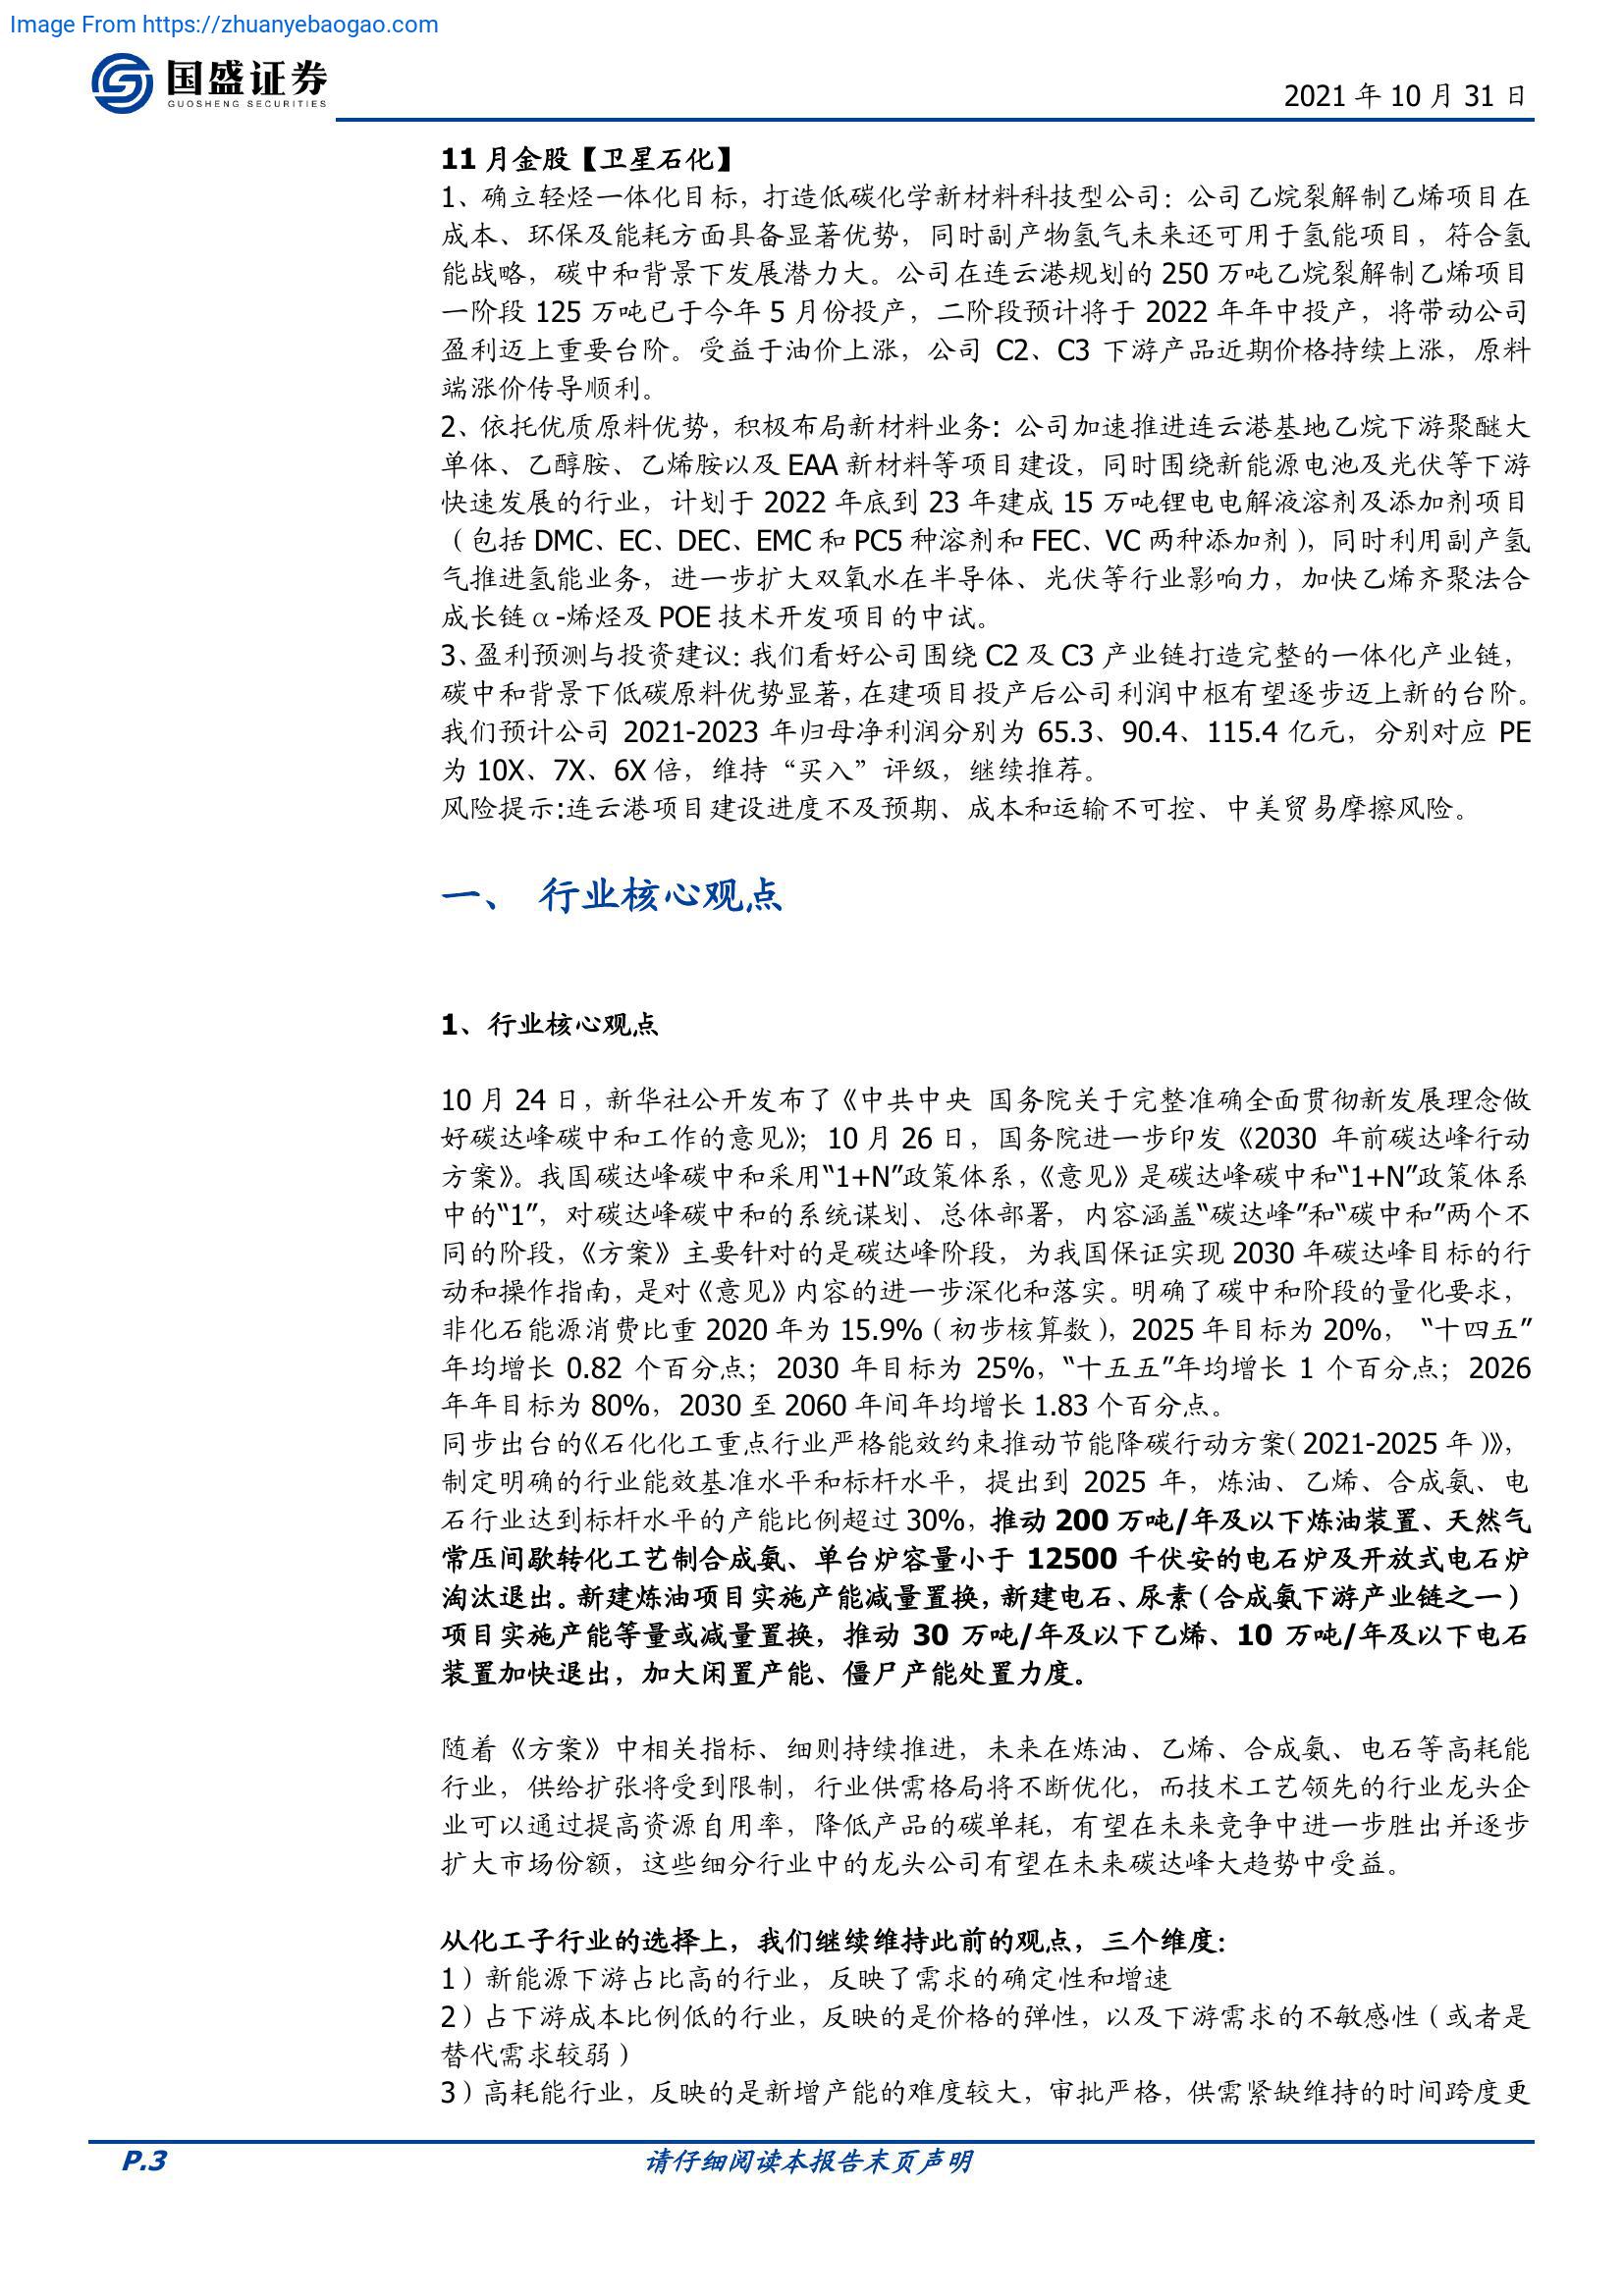 Image From https://zhuanyebaogao.com
国盛证券
GUOSHENG SECURITIES
2021 年 10 月 31 日
11 月金股【卫星石化】
1、确立轻烃一体化目标，打造低碳化学新材料科技型公司：公司乙烷裂解制乙烯项目在
成本、环保及能耗方面具备显著优势，同时副产物氢气未来还可用于氢能项目，符合氢
能战略，碳中和背景下发展潜力大。公司在连云港规划的 250 万吨乙烷裂解制乙烯项目
一阶段 125 万吨已于今年 5 月份投产，二阶段预计将于 2022 年年中投产，将带动公司
盈利迈上重要台阶。受益于油价上涨，公司 C2、C3 下游产品近期价格持续上涨，原料
端涨价传导顺利。
2、依托优质原料优势，积极布局新材料业务：公司加速推进连云港基地乙烷下游聚醚大
单体、乙醇胺、乙烯胺以及 EAA 新材料等项目建设，同时围绕新能源电池及光伏等下游
快速发展的行业，计划于 2022 年底到 23 年建成 15 万吨锂电电解液溶剂及添加剂项目
（包括 DMC、EC、DEC、EMC 和 PC5 种溶剂和 FEC、VC 两种添加剂），同时利用副产氢
气推进氢能业务，进一步扩大双氧水在半导体、光伏等行业影响力，加快乙烯齐聚法合
成长链α-烯烃及 POE 技术开发项目的中试。
3、盈利预测与投资建议：我们看好公司围绕 C2 及 C3 产业链打造完整的一体化产业链，
碳中和背景下低碳原料优势显著，在建项目投产后公司利润中枢有望逐步迈上新的台阶。
我们预计公司 2021-2023 年归母净利润分别为 65.3、90.4、115.4 亿元，分别对应 PE
为 10X、7X、6X 倍，维持“买入”评级，继续推荐。
风险提示:连云港项目建设进度不及预期、成本和运输不可控、中美贸易摩擦风险。
一、 行业核心观点
1、行业核心观点
10 月 24 日，新华社公开发布了《中共中央 国务院关于完整准确全面贯彻新发展理念做
好碳达峰碳中和工作的意见》；10 月 26 日，国务院进一步印发《2030 年前碳达峰行动
方案》。我国碳达峰碳中和采用“1+N”政策体系，《意见》是碳达峰碳中和“1+N”政策体系
中的“1”，对碳达峰碳中和的系统谋划、总体部署，内容涵盖“碳达峰”和“碳中和”两个不
同的阶段，《方案》主要针对的是碳达峰阶段，为我国保证实现 2030 年碳达峰目标的行
动和操作指南，是对《意见》内容的进一步深化和落实。明确了碳中和阶段的量化要求，
非化石能源消费比重 2020 年为 15.9%（初步核算数），2025 年目标为 20%， “十四五”
年均增长 0.82 个百分点；2030 年目标为 25%，“十五五”年均增长 1 个百分点；2026
年年目标为 80%，2030 至 2060 年间年均增长 1.83 个百分点。
同步出台的《石化化工重点行业严格能效约束推动节能降碳行动方案（2021-2025 年）》，
制定明确的行业能效基准水平和标杆水平，提出到 2025 年，炼油、乙烯、合成氨、电
石行业达到标杆水平的产能比例超过 30%，推动 200 万吨/年及以下炼油装置、天然气
常压间歇转化工艺制合成氨、单台炉容量小于 12500 千伏安的电石炉及开放式电石炉
淘汰退出。新建炼油项目实施产能减量置换，新建电石、尿素（合成氨下游产业链之一）
项目实施产能等量或减量置换，推动 30 万吨/年及以下乙烯、10 万吨/年及以下电石
装置加快退出，加大闲置产能、僵尸产能处置力度。
随着《方案》中相关指标、细则持续推进，未来在炼油、乙烯、合成氨、电石等高耗能
行业，供给扩张将受到限制，行业供需格局将不断优化，而技术工艺领先的行业龙头企
业可以通过提高资源自用率，降低产品的碳单耗，有望在未来竞争中进一步胜出并逐步
扩大市场份额，这些细分行业中的龙头公司有望在未来碳达峰大趋势中受益。
从化工子行业的选择上，我们继续维持此前的观点，三个维度：
1）新能源下游占比高的行业，反映了需求的确定性和增速
2）占下游成本比例低的行业，反映的是价格的弹性，以及下游需求的不敏感性（或者是
替代需求较弱）
3）高耗能行业，反映的是新增产能的难度较大，审批严格，供需紧缺维持的时间跨度更
P.3
请仔细阅读本报告末页声明